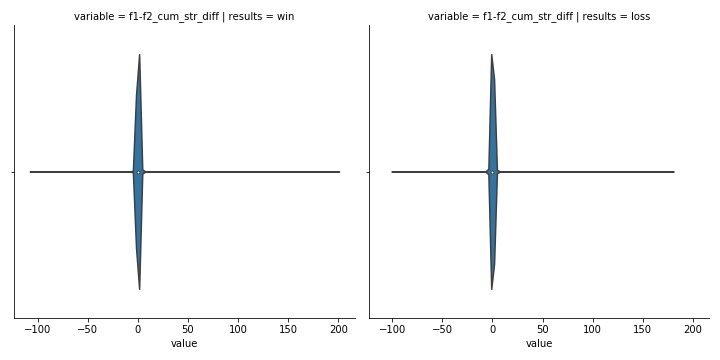 variable = f1-f2_cum_str_diff | results = win
variable = f1-f2_cum_str_diff | results = loss
−100 −50 0 50 100 150 200
−100 −50 0 50 100 150 200
value
value